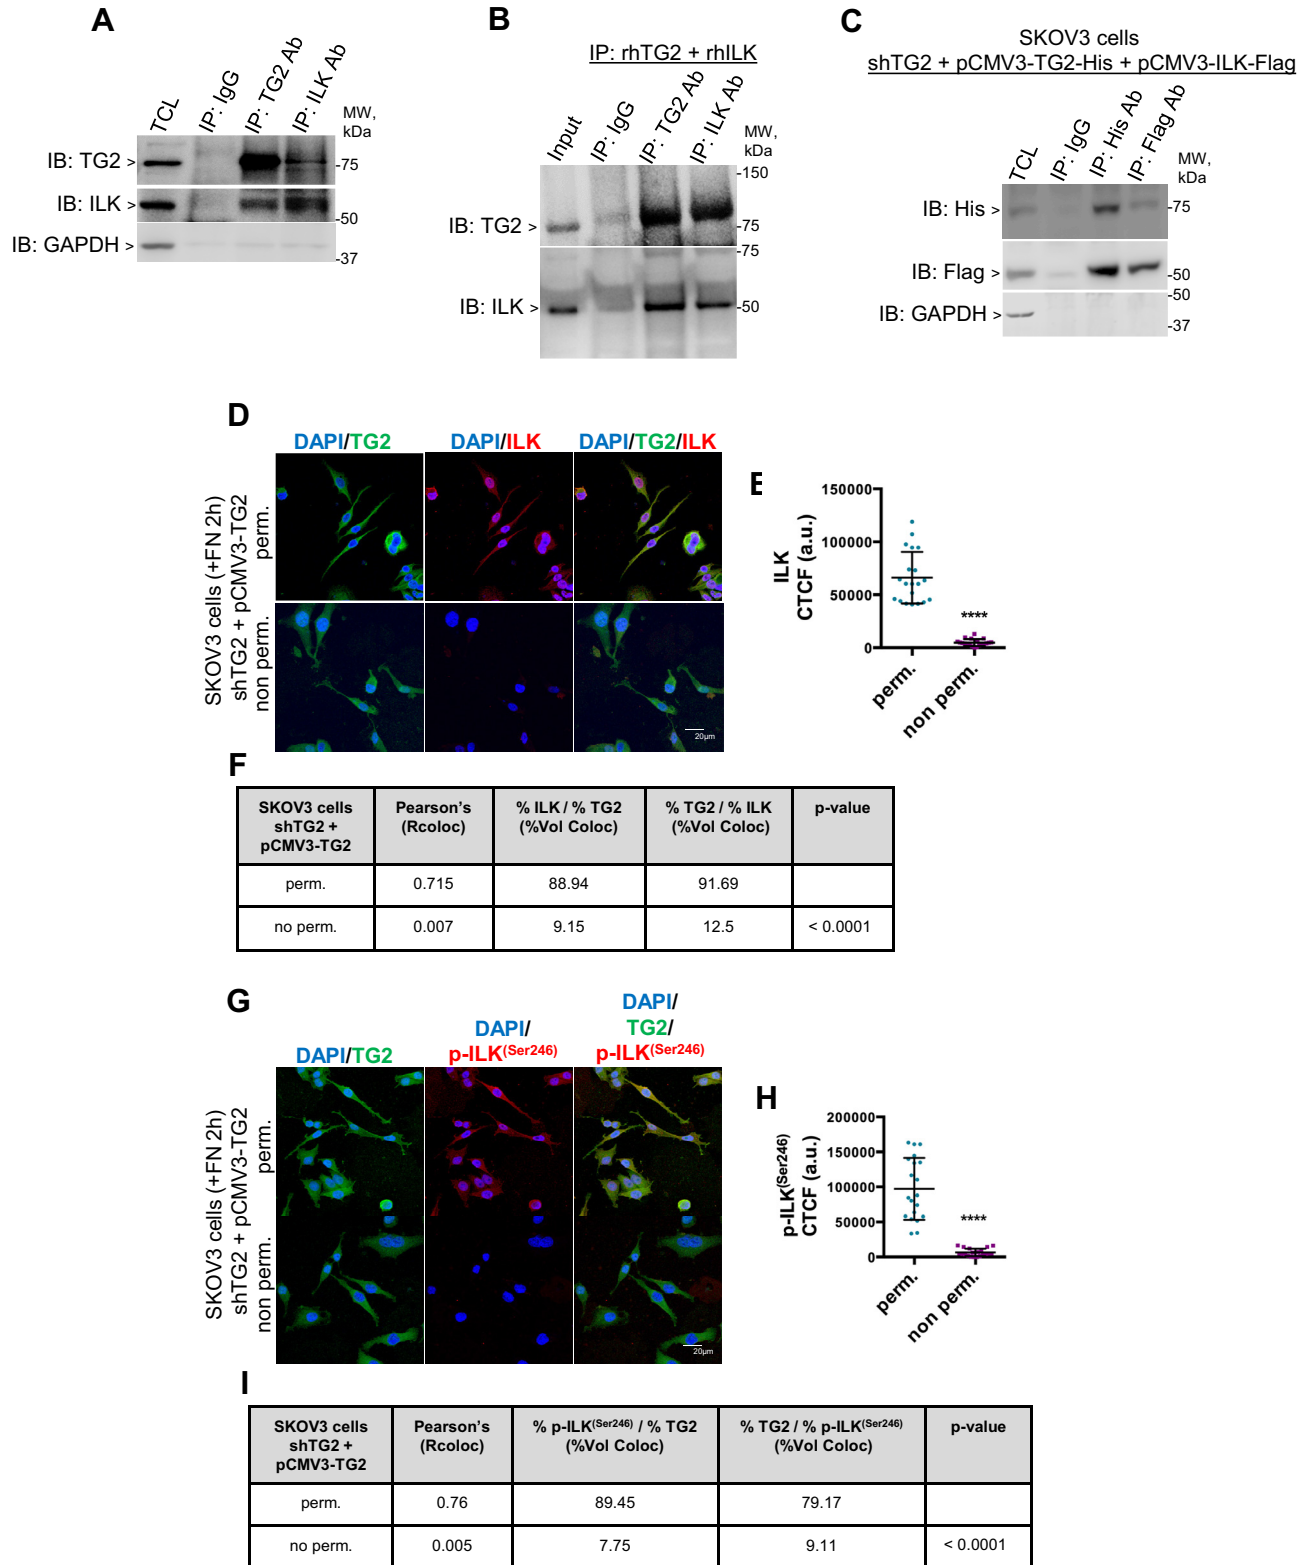 A
TCL
IP: IgG
IP: TG2 Ab
IP: ILK Ab
MW,
kDa
IB: TG2 >
-75
IB: ILK >
-50
IB: GAPDH >
-37
B
IP: rhTG2 + rhILK
Input
IP: IgG
IP: TG2 Ab
IP: ILK Ab
MW,
kDa
-150
IB: TG2 >
-75
-75
IB: ILK >
-50
C
SKOV3 cells
shTG2 + pCMV3-TG2-His + pCMV3-ILK-Flag
TCL
IP: IgG
IP: His Ab
IP: Flag Ab
MW,
kDa
IB: His >
-75
IB: Flag >
-50
-50
IB: GAPDH >
-37
D
DAPI/TG2
DAPI/ILK
DAPI/TG2/ILK
SKOV3 cells (+FN 2h)
shTG2 + pCMV3-TG2
perm.
non perm.
20µm
E
ILK
CTCF (a.u.)
150000
100000
50000
0
****
perm.
non perm.
F
SKOV3 cells
shTG2 +
pCMV3-TG2
Pearson's
(Rcoloc)
% ILK / % TG2
(%Vol Coloc)
% TG2 / % ILK
(%Vol Coloc)
p-value
perm.
0.715
88.94
91.69
no perm.
0.007
9.15
12.5
< 0.0001
G
DAPI/TG2
DAPI/
p-ILK(Ser246)
DAPI/
TG2/
p-ILK(Ser246)
SKOV3 cells (+FN 2h)
shTG2 + pCMV3-TG2
perm.
non perm.
20µm
H
p-ILK(Ser246)
CTCF (a.u.)
200000
150000
100000
50000
0
****
perm.
non perm.
I
SKOV3 cells
shTG2 +
pCMV3-TG2
Pearson's
(Rcoloc)
% p-ILK(Ser246) / % TG2
(%Vol Coloc)
% TG2 / % p-ILK(Ser246)
(%Vol Coloc)
p-value
perm.
0.76
89.45
79.17
no perm.
0.005
7.75
9.11
< 0.0001